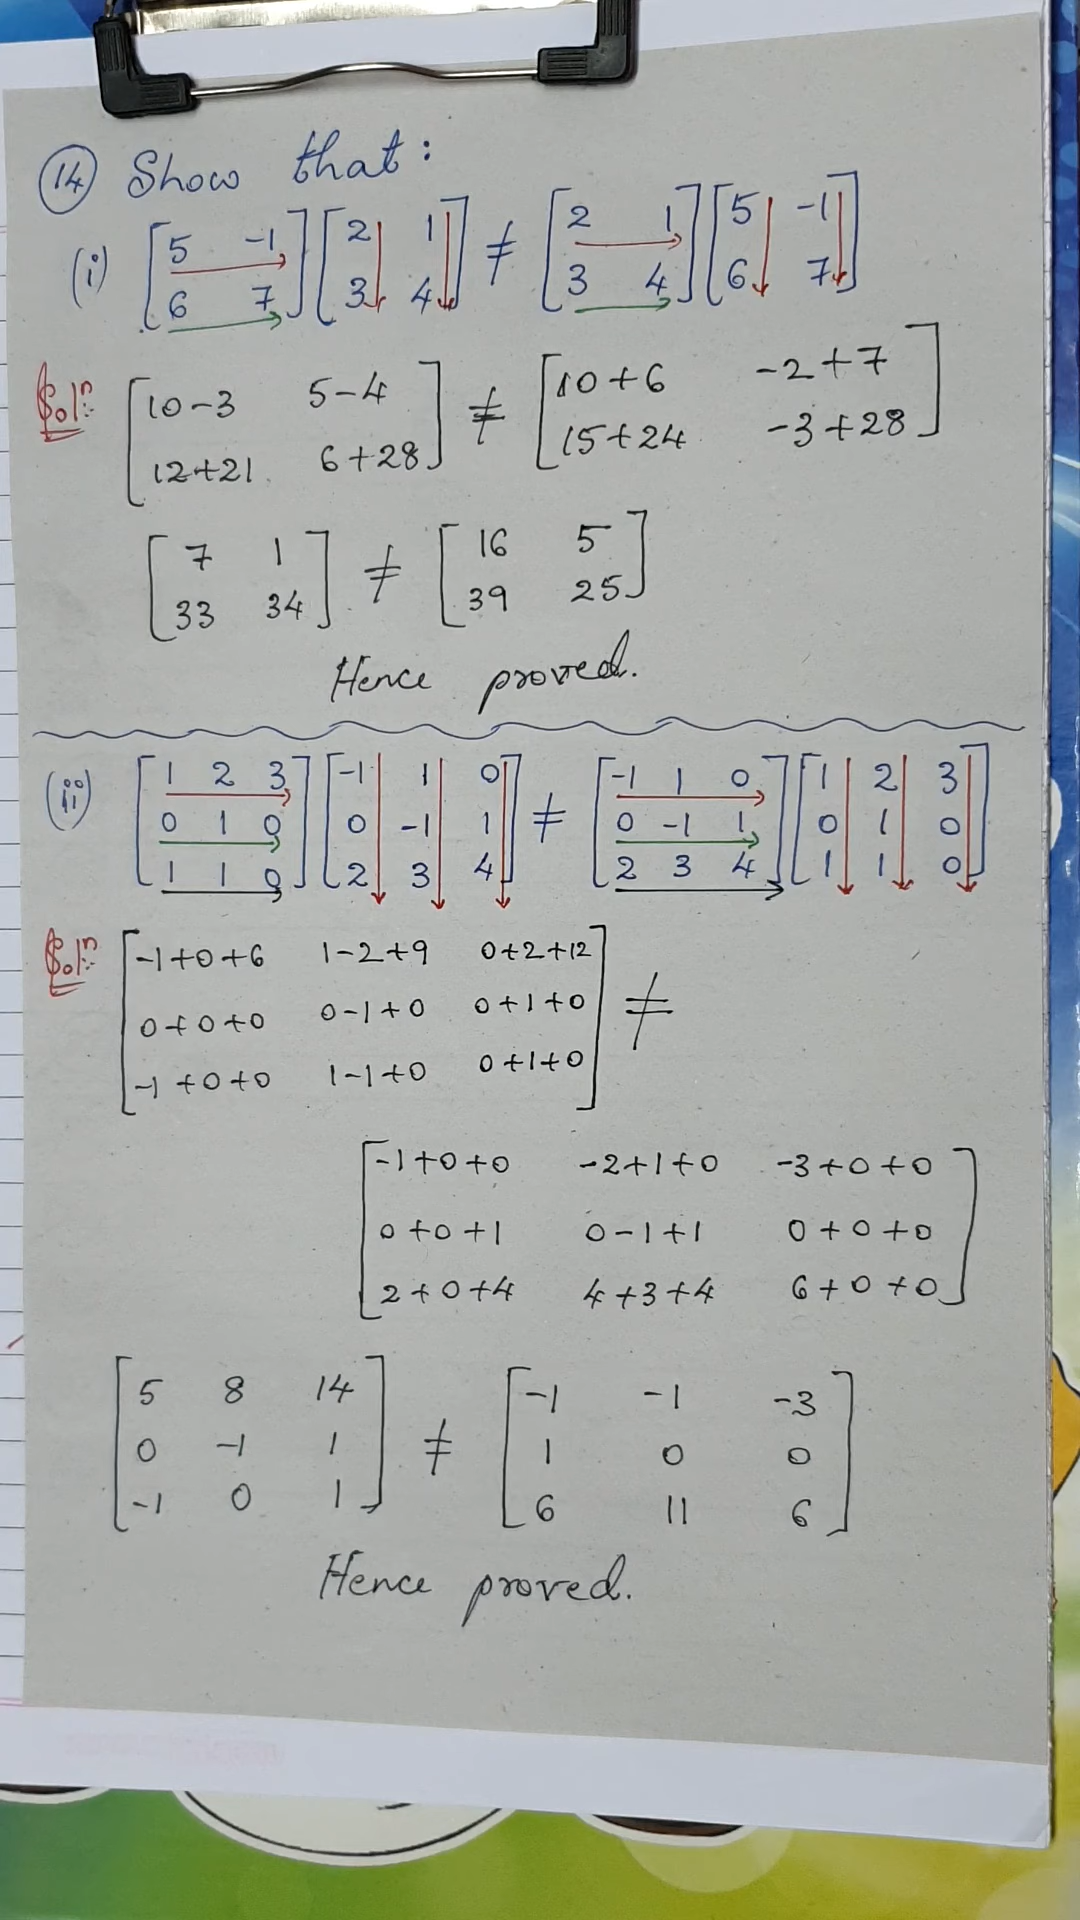 14 Show that:
(i) [5 -1] [2 1] ≠ [2 1] [5 -1]
[6 7] [3 4] [3 4] [6 7]
Soln: [10-3 5-4] ≠ [10+6 -2+7]
[12+21 6+28] [15+24 -3+28]
[7 1] ≠ [16 5]
[33 34] [39 25]
Hence proved.
(ii) [1 2 3] [-1 1 0] ≠ [-1 1 0] [1 2 3]
[0 1 0] [0 -1 1] [0 -1 1] [0 1 0]
[1 1 0] [2 3 4] [2 3 4] [1 1 0]
Soln: [-1+0+6 1-2+9 0+2+12] ≠
[0+0+0 0-1+0 0+1+0]
[-1+0+0 1-1+0 0+1+0]
[-1+0+0 -2+1+0 -3+0+0]
[0+0+1 0-1+1 0+0+0]
[2+0+4 4+3+4 6+0+0]
[5 8 14] ≠ [-1 -1 -3]
[0 -1 1] [1 0 0]
[-1 0 1] [6 11 6]
Hence proved.